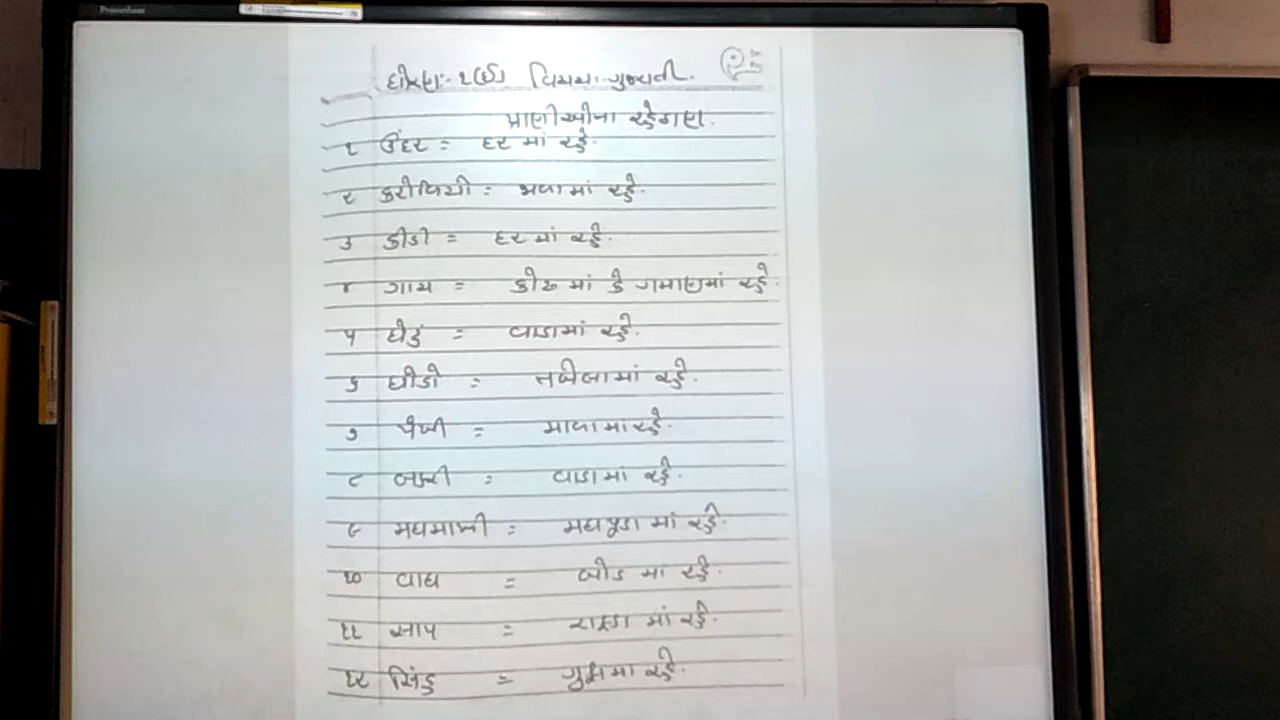 Promethean
ધોરણ:- ૨(ઈ) વિષય:- ગુજરાતી.
પ્રાણીઓના રહેઠાણ.
૧ ઉંદર = દરમાં રહે.
૨ કરોળિયો = જાળામાં રહે.
૩ કીડી = દરમાં રહે.
૪ ગાય = કોઢમાં કે ગમાણમાં રહે.
૫ ઘેટું = વાડામાં રહે.
૬ ઘોડો = તબેલામાં રહે.
૭ પંખી = માળામાં રહે.
૮ બકરી = વાડામાં રહે.
૯ મધમાખી = મધપૂડામાં રહે.
૧૦ વાઘ = બોડમાં રહે.
૧૧ સાપ = રાફડામાં રહે.
૧૨ સિંહ = ગુફામાં રહે.